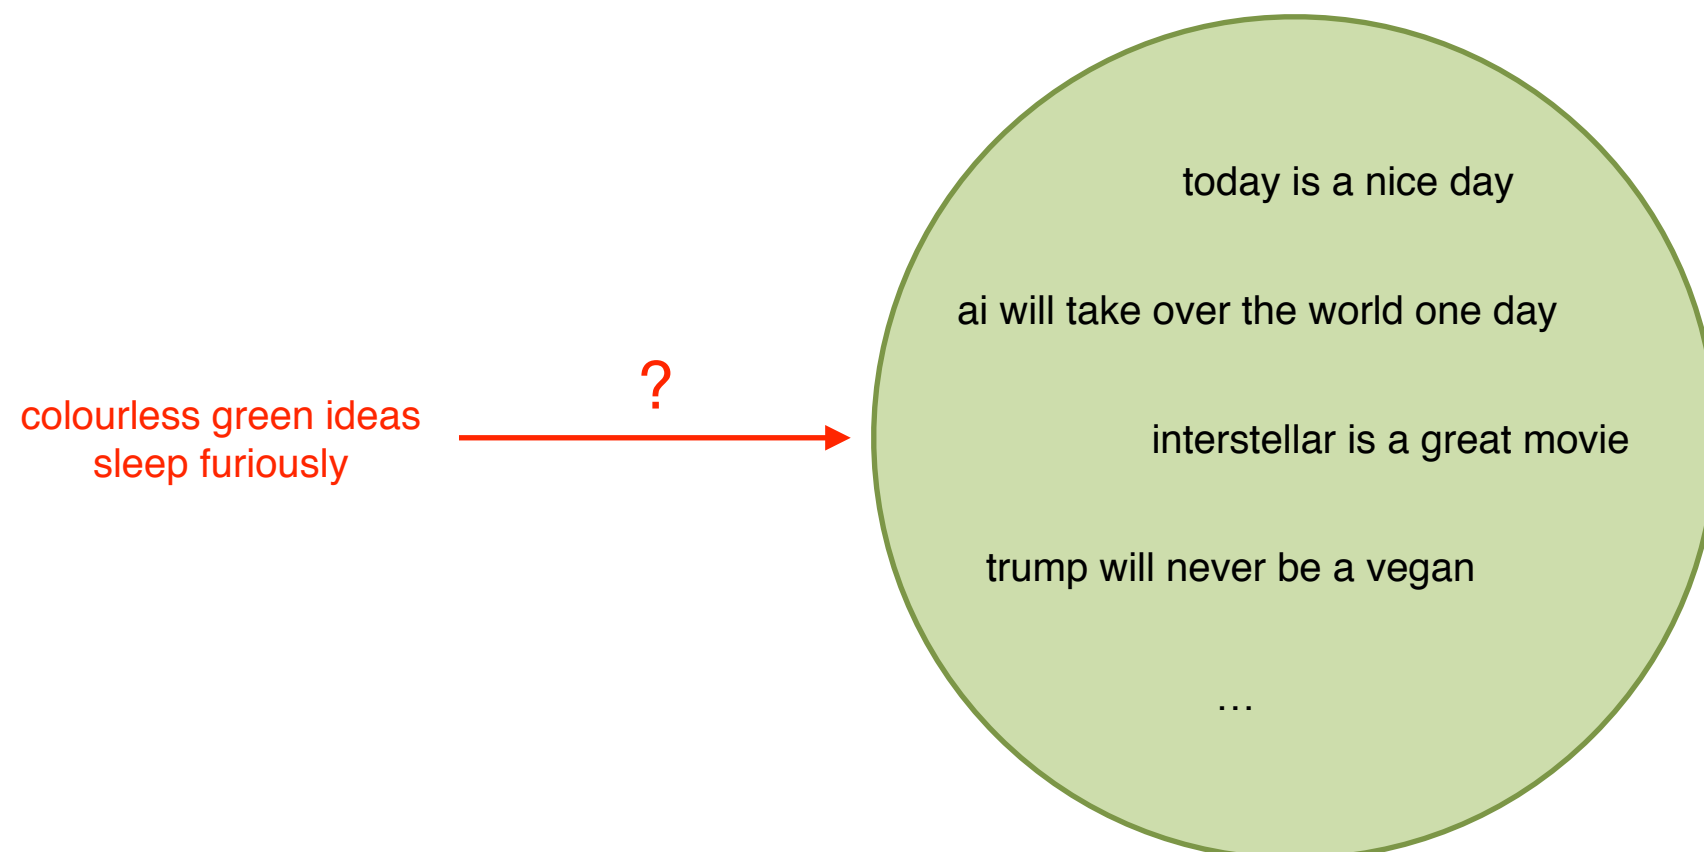 colourless green ideas
sleep furiously
?
today is a nice day
ai will take over the world one day
interstellar is a great movie
trump will never be a vegan
…